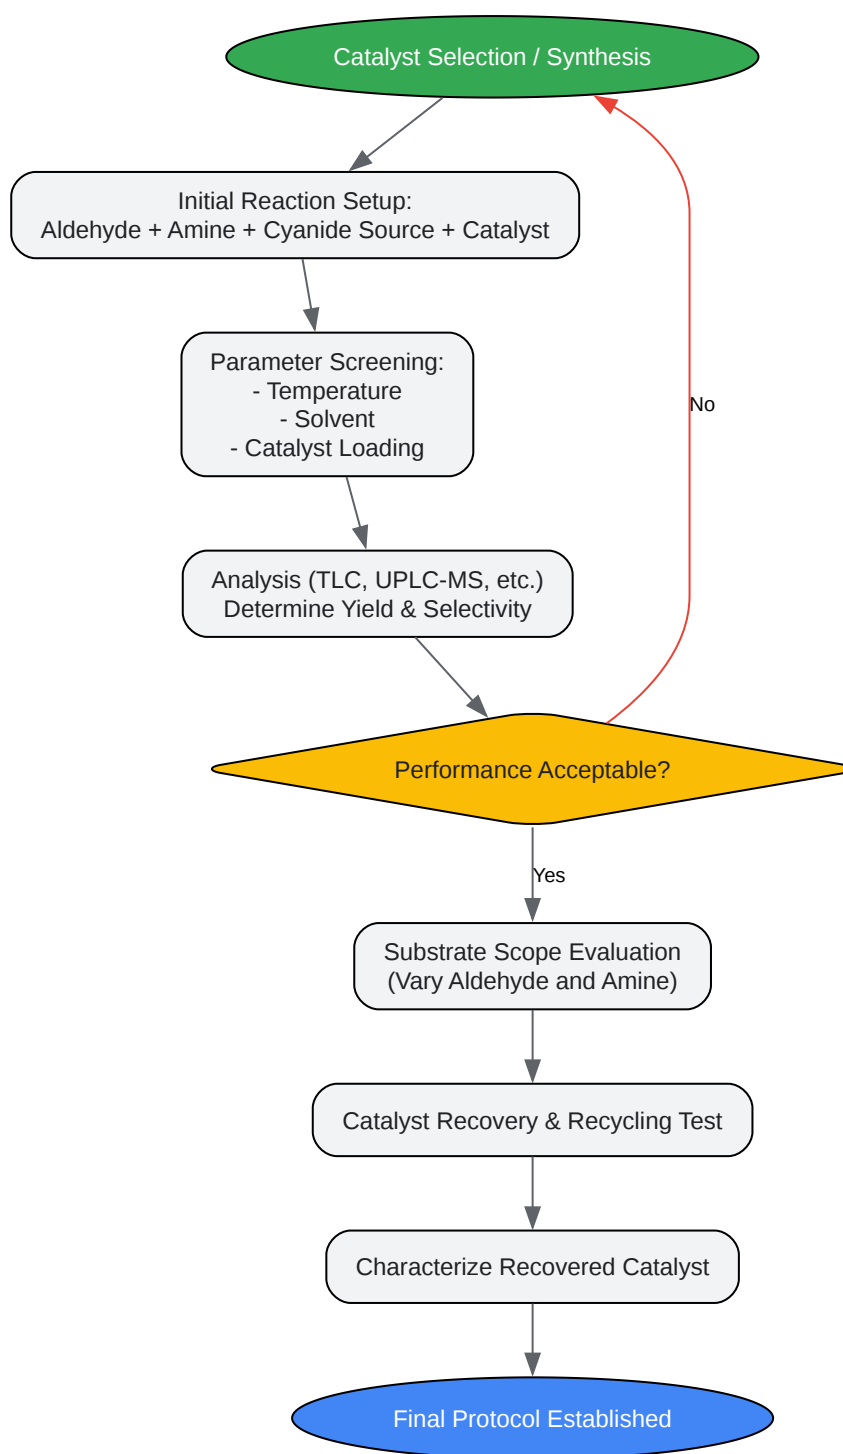 Catalyst Selection / Synthesis
Initial Reaction Setup:
Aldehyde + Amine + Cyanide Source + Catalyst
Parameter Screening:
- Temperature
- Solvent
- Catalyst Loading
No
Analysis (TLC, UPLC-MS, etc.)
Determine Yield & Selectivity
Performance Acceptable?
Yes
Substrate Scope Evaluation
(Vary Aldehyde and Amine)
Catalyst Recovery & Recycling Test
Characterize Recovered Catalyst
Final Protocol Established